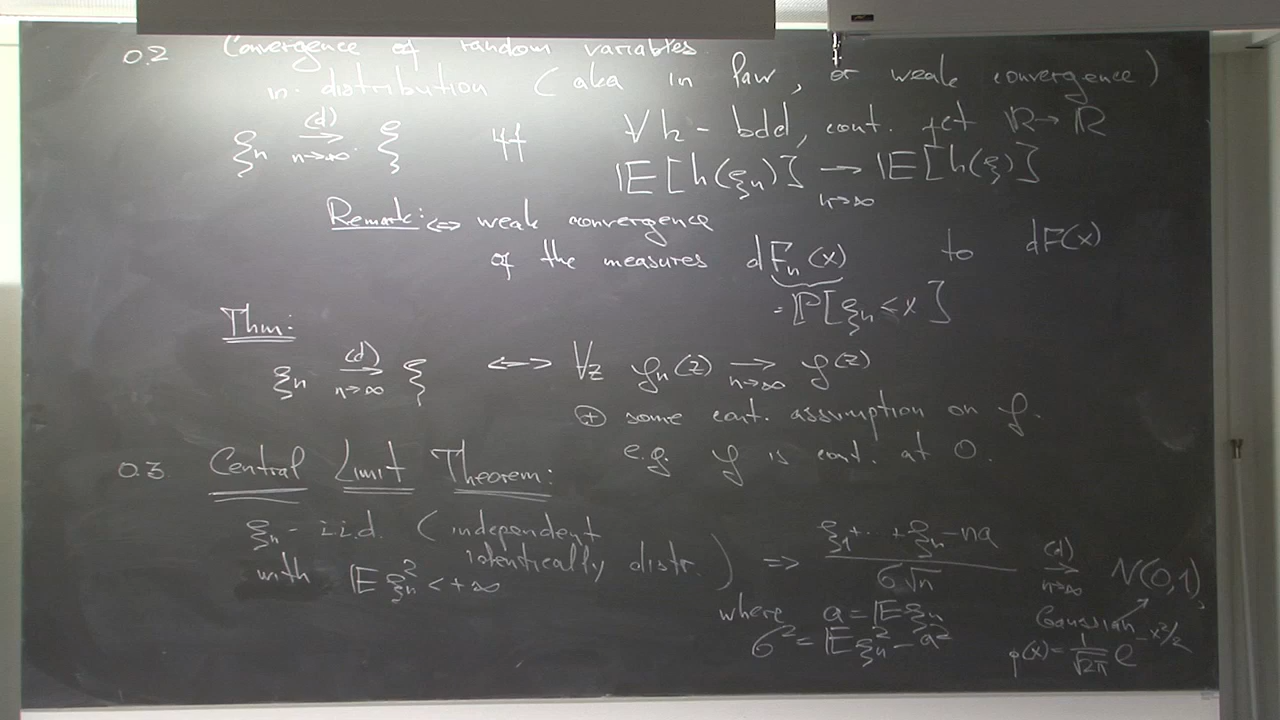 0.2 Convergence of random variables
in distribution (aka in law, or weak convergence)
ξₙ →(d) n→∞ ξ iff ∀h - bdd, cont. fct ℝ→ℝ
𝔼[h(ξₙ)] → n→∞ 𝔼[h(ξ)]
Remark: ⇔ weak convergence
of the measures dFₙ(x) to dF(x)
= ℙ[ξₙ ≤ x]
Thm:
ξₙ →(d) n→∞ ξ ⟷ ∀z φₙ(z) → n→∞ φ(z)
⊕ some cont. assumption on φ.
e.g. φ is cont. at 0.
0.3. Central Limit Theorem:
ξₙ - i.i.d. (independent
identically distr.)
with 𝔼ξₙ² < +∞
⇒ (ξ₁+⋯+ξₙ-na)/(σ√n) →(d) n→∞ N(0,1),
where a = 𝔼ξₙ
σ² = 𝔼ξₙ² - a²
Gaussian
p(x) = 1/√2π e^(-x²/2)